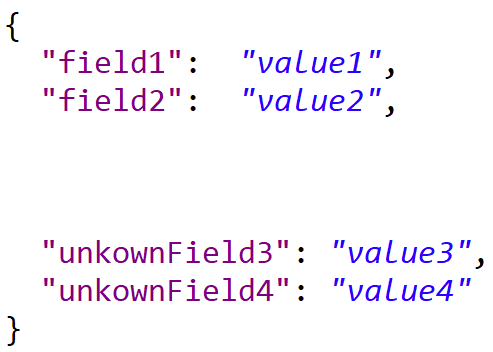 {
"field1": "value1",
"field2": "value2",
"unkownField3": "value3",
"unkownField4": "value4"
}